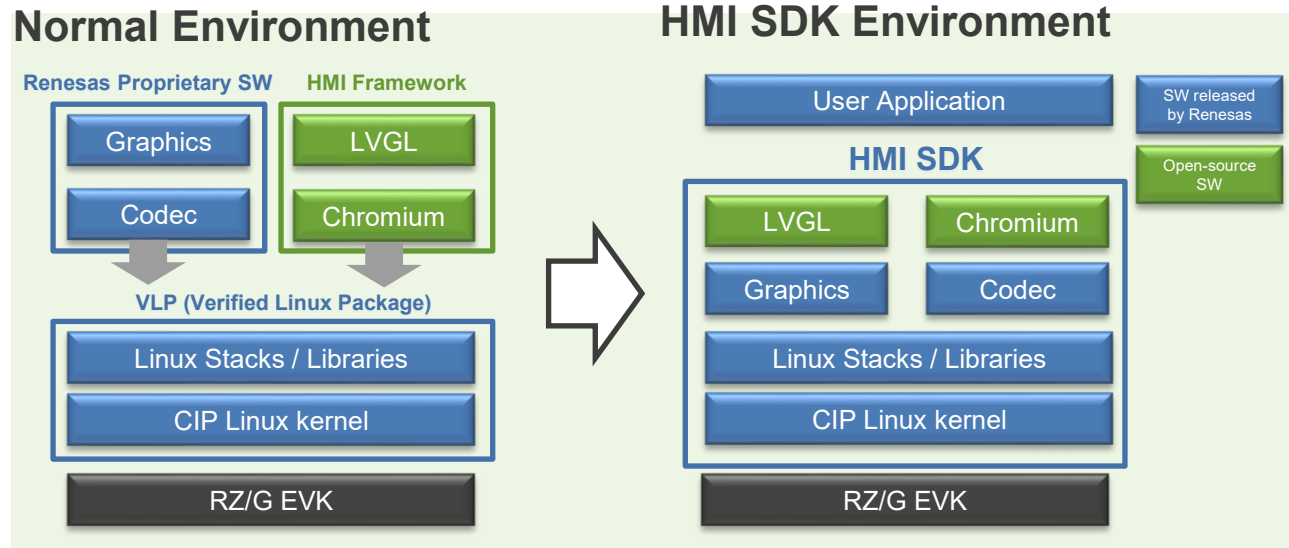 Normal Environment
Renesas Proprietary SW
HMI Framework
Graphics
LVGL
Codec
Chromium
VLP (Verified Linux Package)
Linux Stacks / Libraries
CIP Linux kernel
RZ/G EVK
HMI SDK Environment
User Application
SW released
by Renesas
HMI SDK
Open-source
SW
LVGL
Chromium
Graphics
Codec
Linux Stacks / Libraries
CIP Linux kernel
RZ/G EVK